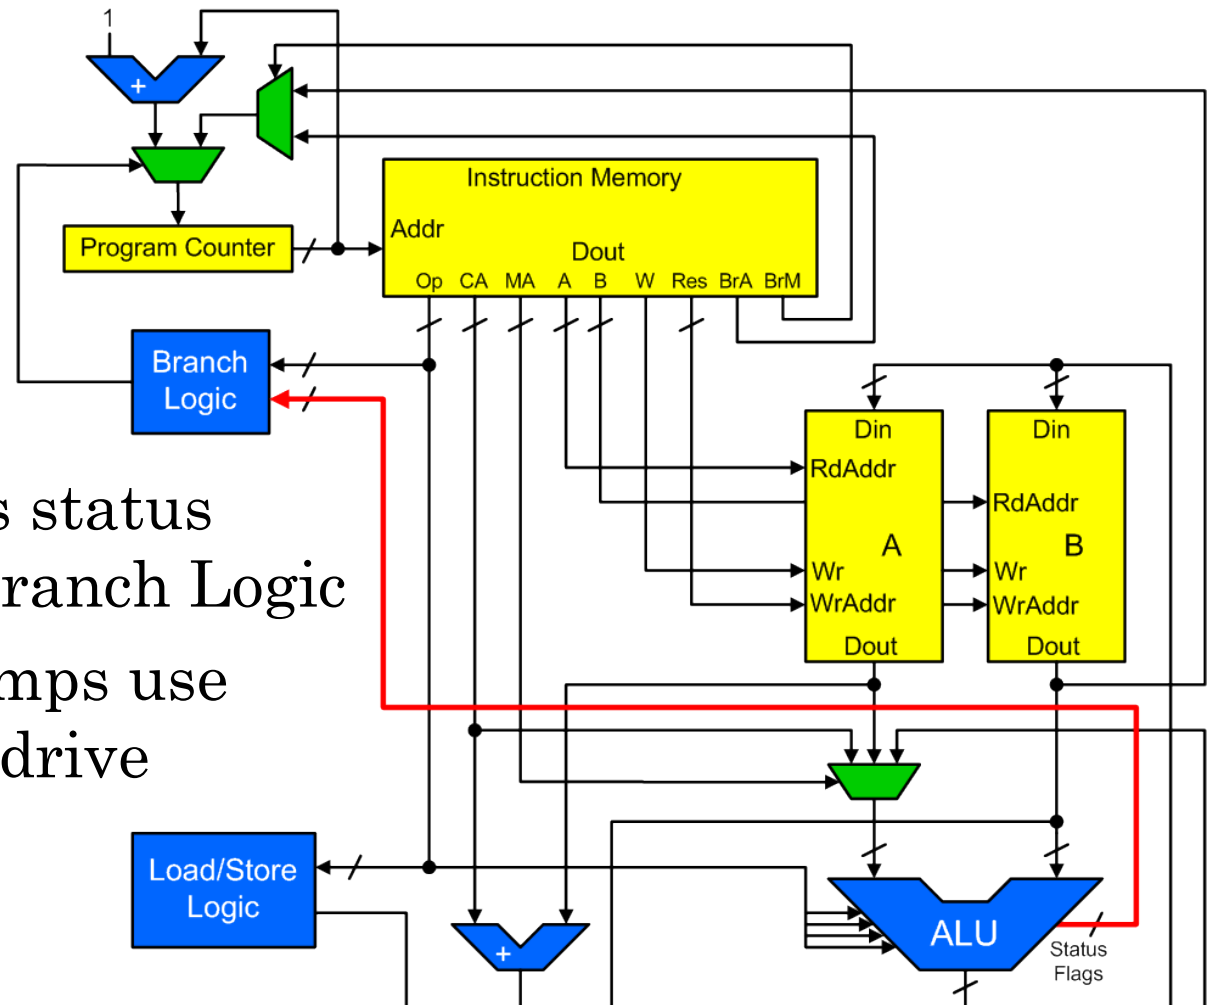 1
+
Instruction Memory
Addr
Program Counter
Dout
Op CA MA A B W Res BrA BrM
Branch
Logic
Din Din
RdAddr
RdAddr
A B
Wr Wr
WrAddr WrAddr
Dout Dout
s status
ranch Logic
mps use
drive
Load/Store
Logic
+
ALU
Status
Flags